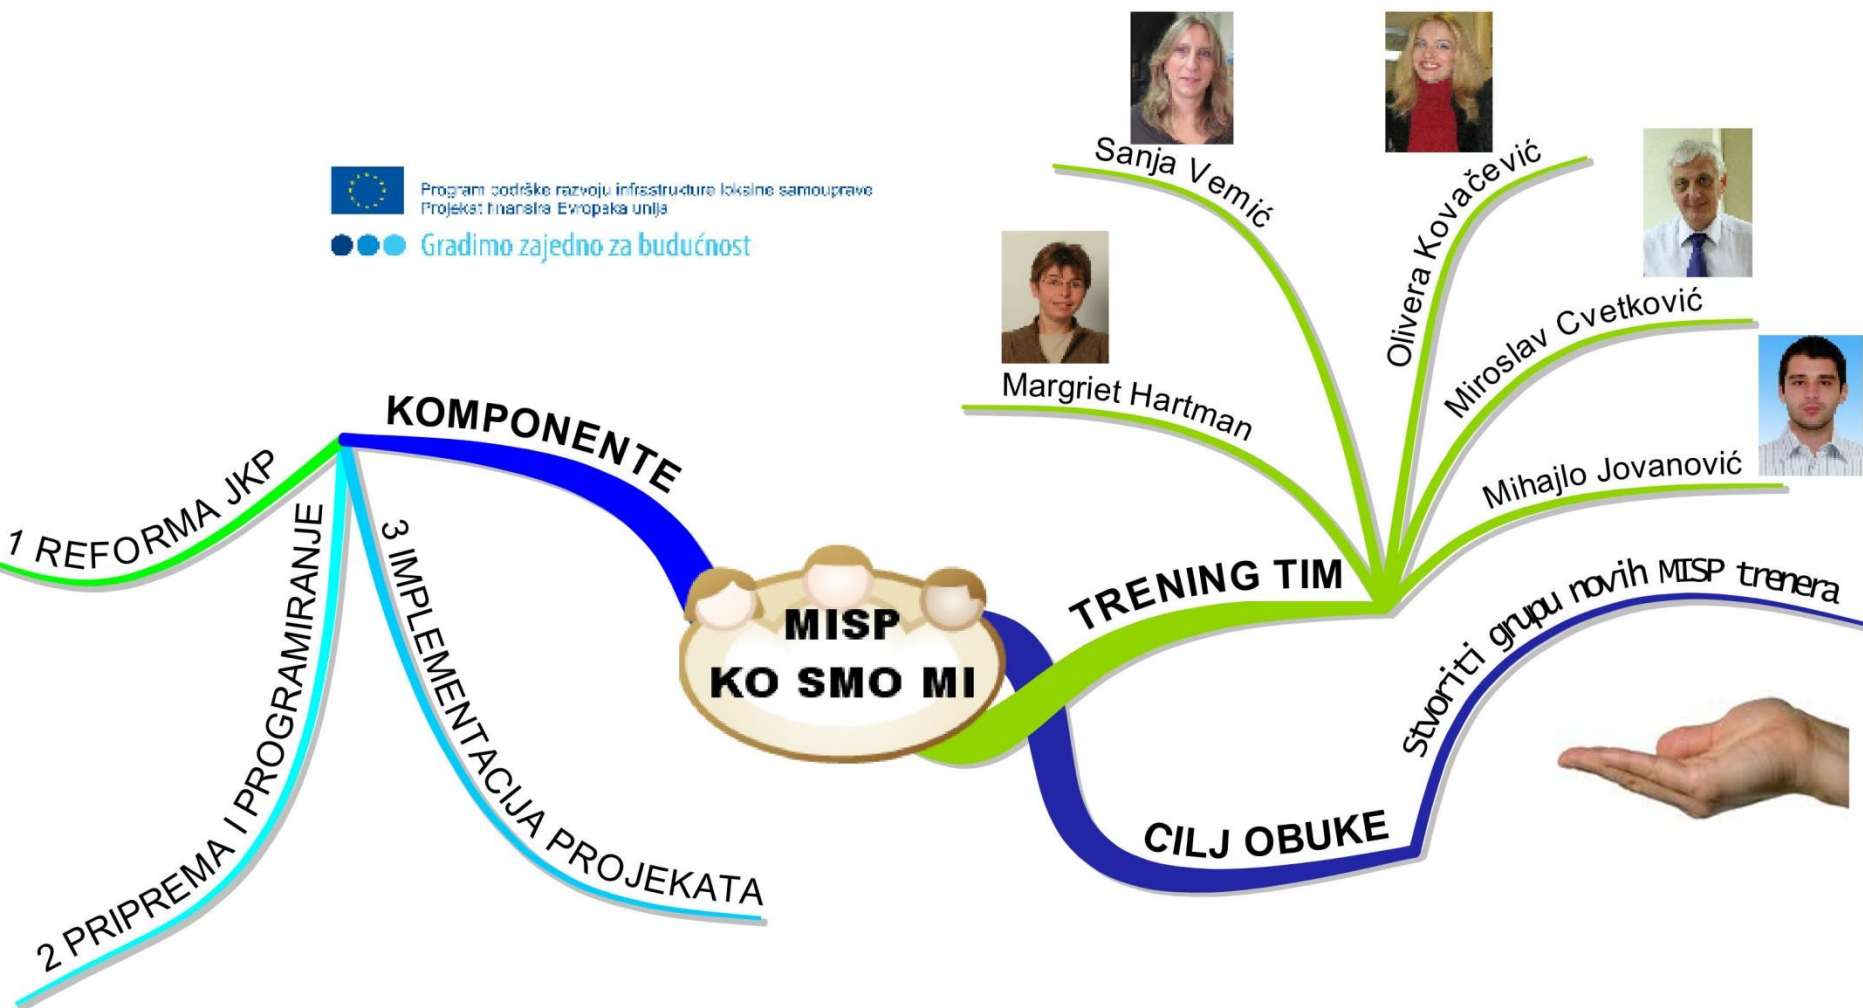 Program podrške razvoju infrastrukture lokalne samouprave
Projekat finansira Evropska unija
Gradimo zajedno za budućnost
MISP
KO SMO MI
KOMPONENTE
1 REFORMA JKP
2 PRIPREMA I PROGRAMIRANJE
3 IMPLEMENTACIJA PROJEKATA
TRENING TIM
Margriet Hartman
Sanja Vemić
Olivera Kovačević
Miroslav Cvetković
Mihajlo Jovanović
CILJ OBUKE
Stvoriti grupu novih MISP trenera